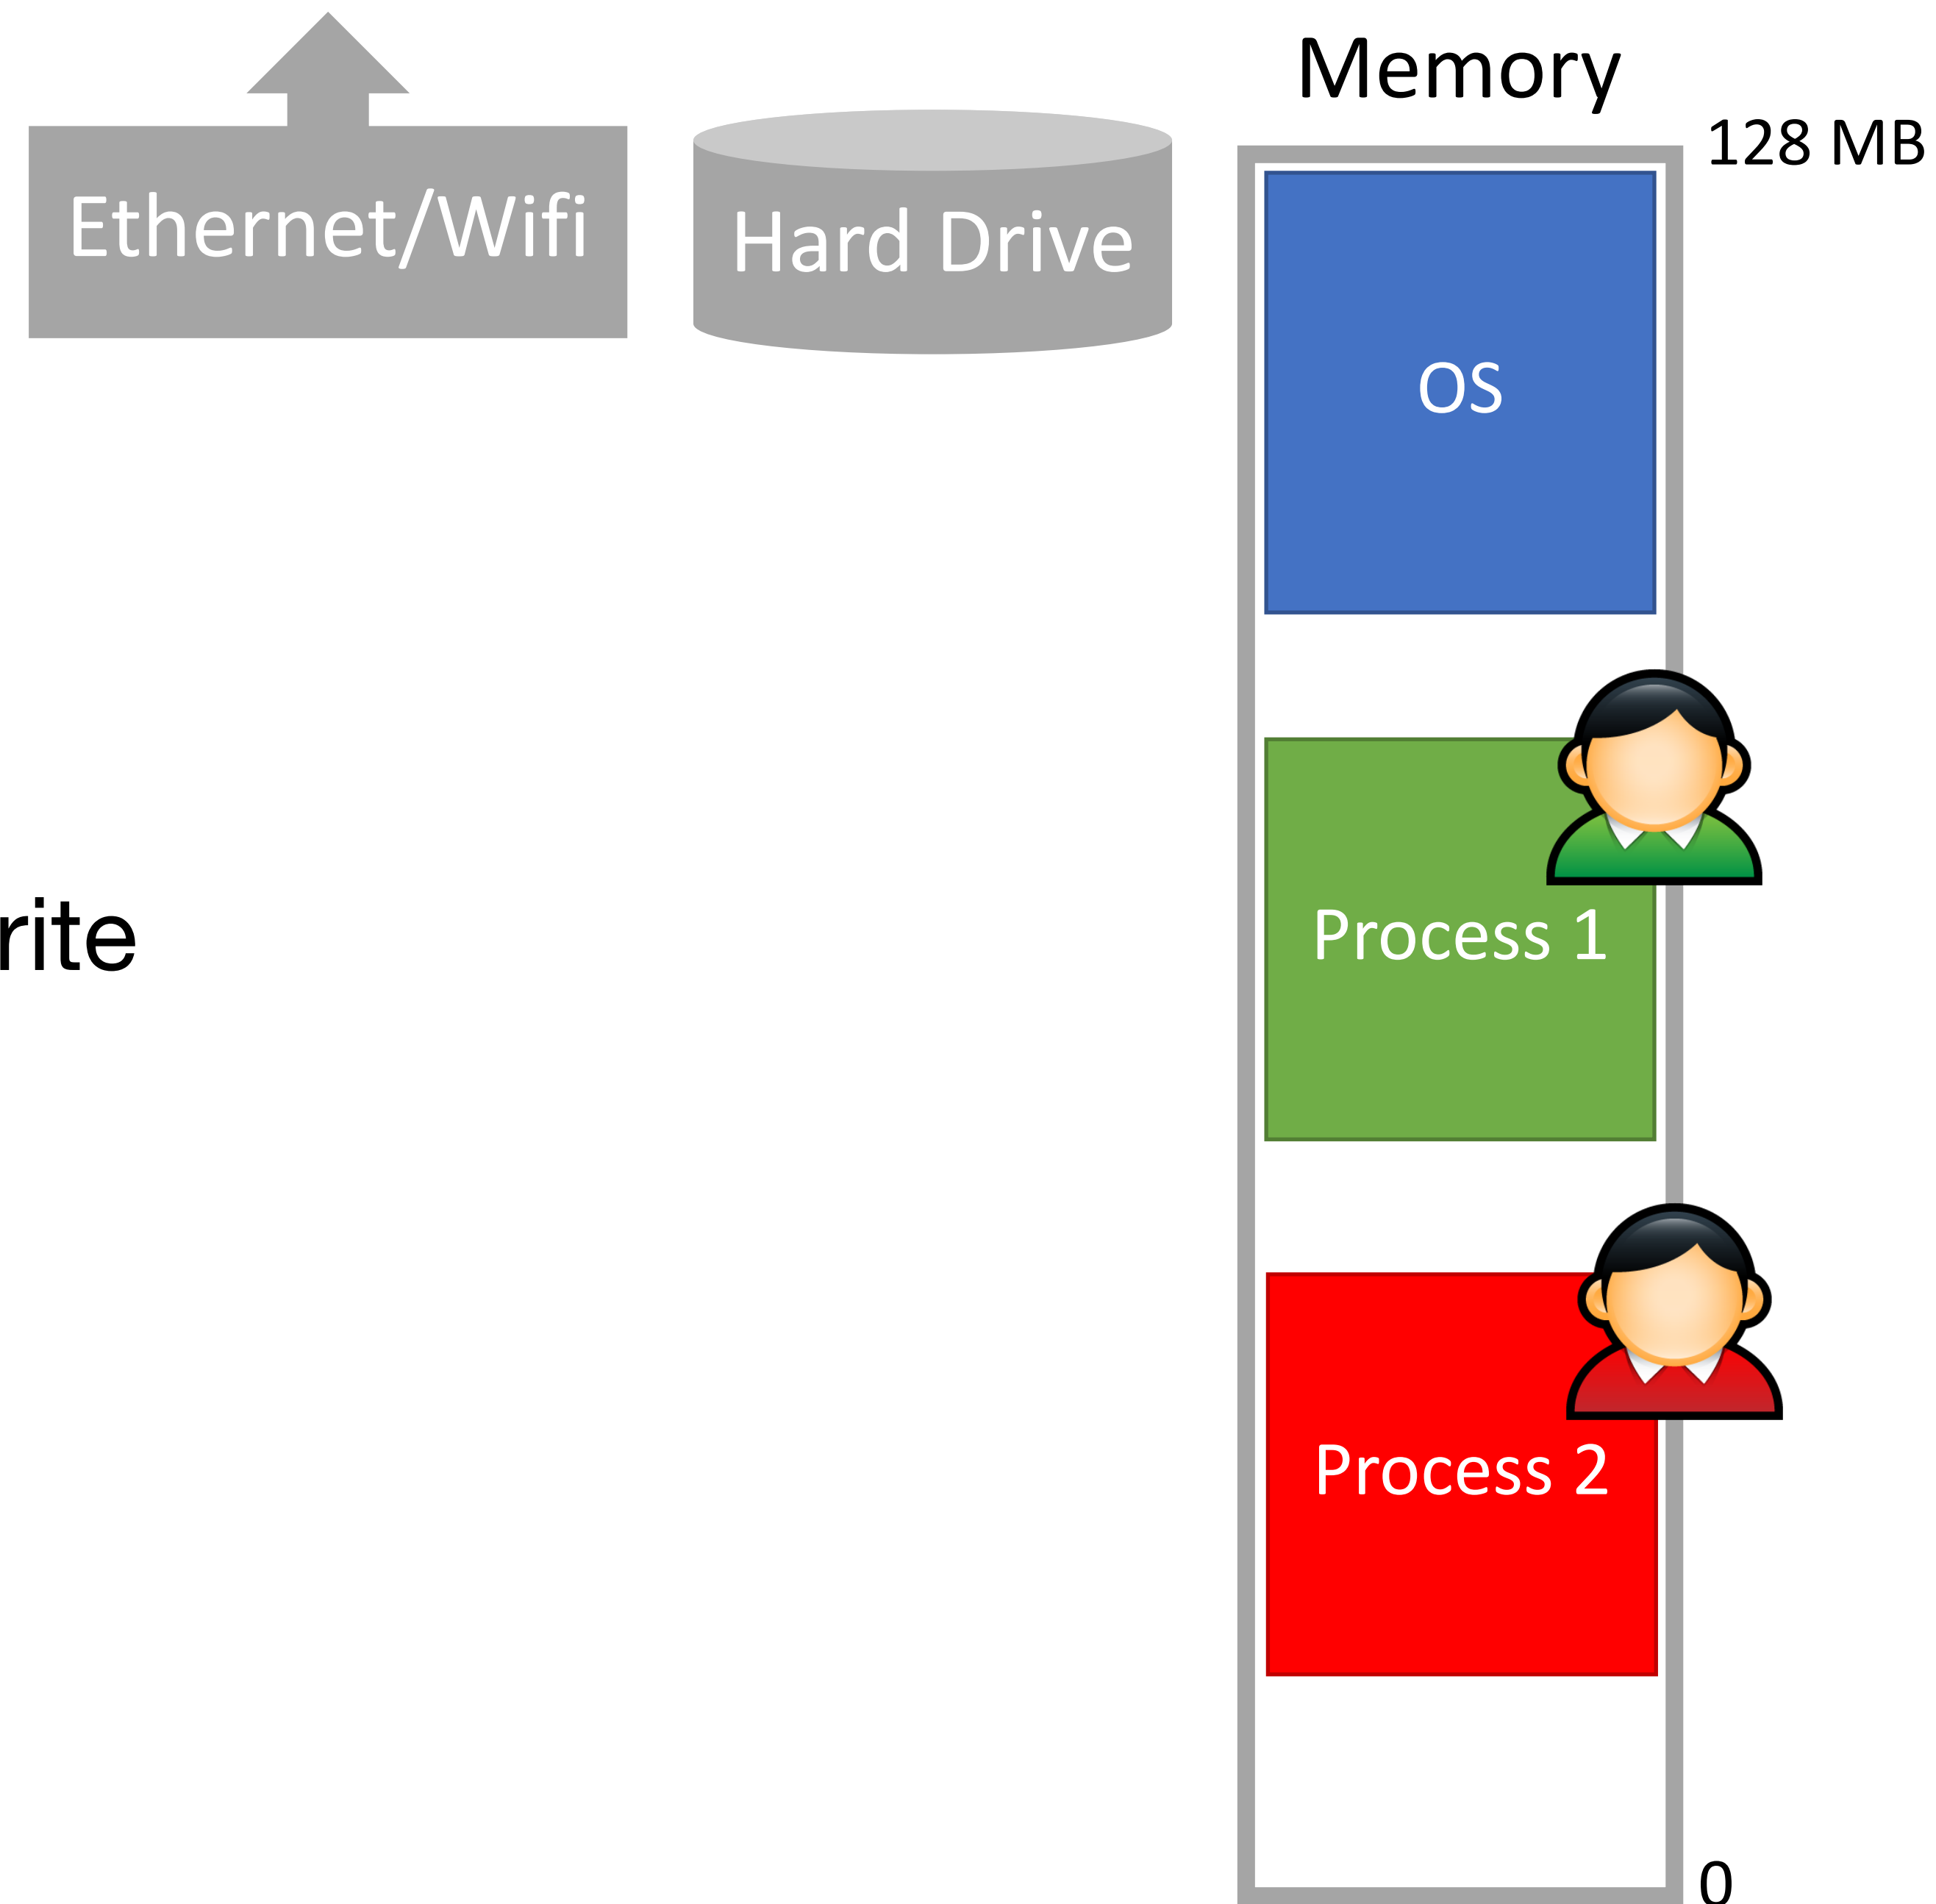 Memory
128 MB
Ethernet/Wifi
Hard Drive
OS
rite
Process 1
Process 2
0